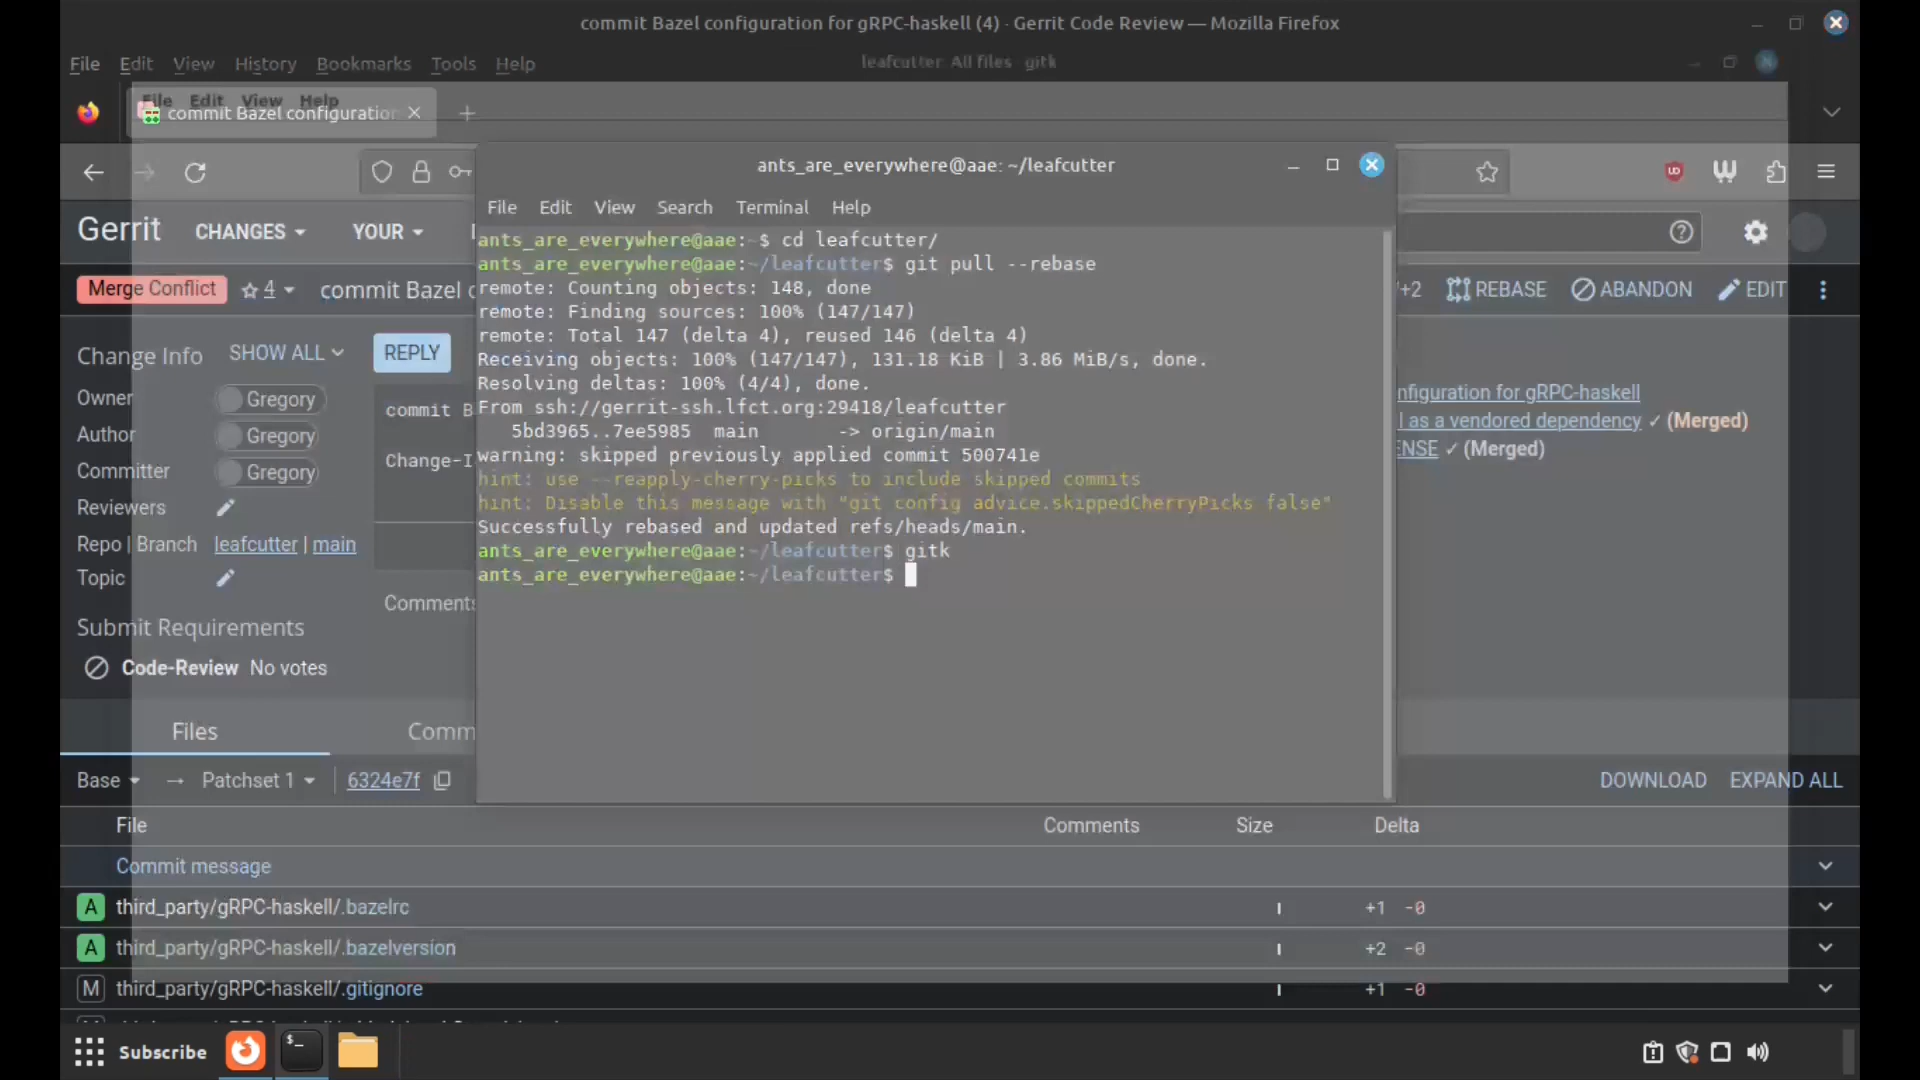 commit Bazel configuration for gRPC-haskell (4) · Gerrit Code Review — Mozilla Firefox
File Edit View History Bookmarks Tools Help
leafcutter: All files - gitk
File Edit View Help
commit Bazel configuration
ants_are_everywhere@aae: ~/leafcutter
File Edit View Search Terminal Help
ants_are_everywhere@aae:~$ cd leafcutter/
ants_are_everywhere@aae:~/leafcutter$ git pull --rebase
remote: Counting objects: 148, done
remote: Finding sources: 100% (147/147)
remote: Total 147 (delta 4), reused 146 (delta 4)
Receiving objects: 100% (147/147), 131.18 KiB | 3.86 MiB/s, done.
Resolving deltas: 100% (4/4), done.
From ssh://gerrit-ssh.lfct.org:29418/leafcutter
5bd3965..7ee5985 main -> origin/main
warning: skipped previously applied commit 500741e
hint: use --reapply-cherry-picks to include skipped commits
hint: Disable this message with "git config advice.skippedCherryPicks false"
Successfully rebased and updated refs/heads/main.
ants_are_everywhere@aae:~/leafcutter$ gitk
ants_are_everywhere@aae:~/leafcutter$
Gerrit CHANGES YOUR
Merge Conflict 4 commit Bazel c
/+2 REBASE ABANDON EDIT
Change Info SHOW ALL REPLY
Owner Gregory
Author Gregory
Committer Gregory
Reviewers
Repo | Branch leafcutter | main
Topic
commit B
Change-I
Comments
nfiguration for gRPC-haskell
l as a vendored dependency ✓ (Merged)
ENSE ✓ (Merged)
Submit Requirements
Code-Review No votes
Files Comm
Base → Patchset 1 6324e7f DOWNLOAD EXPAND ALL
File Comments Size Delta
Commit message
A third_party/gRPC-haskell/.bazelrc +1 -0
A third_party/gRPC-haskell/.bazelversion +2 -0
M third_party/gRPC-haskell/.gitignore +1 -0
Subscribe